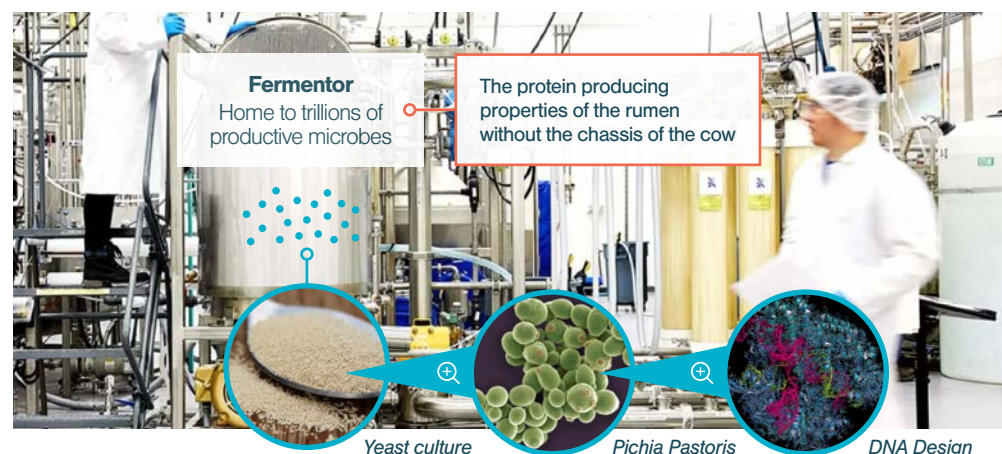 Fermentor
Home to trillions of
productive microbes
The protein producing
properties of the rumen
without the chassis of the cow
Yeast culture
Pichia Pastoris
DNA Design